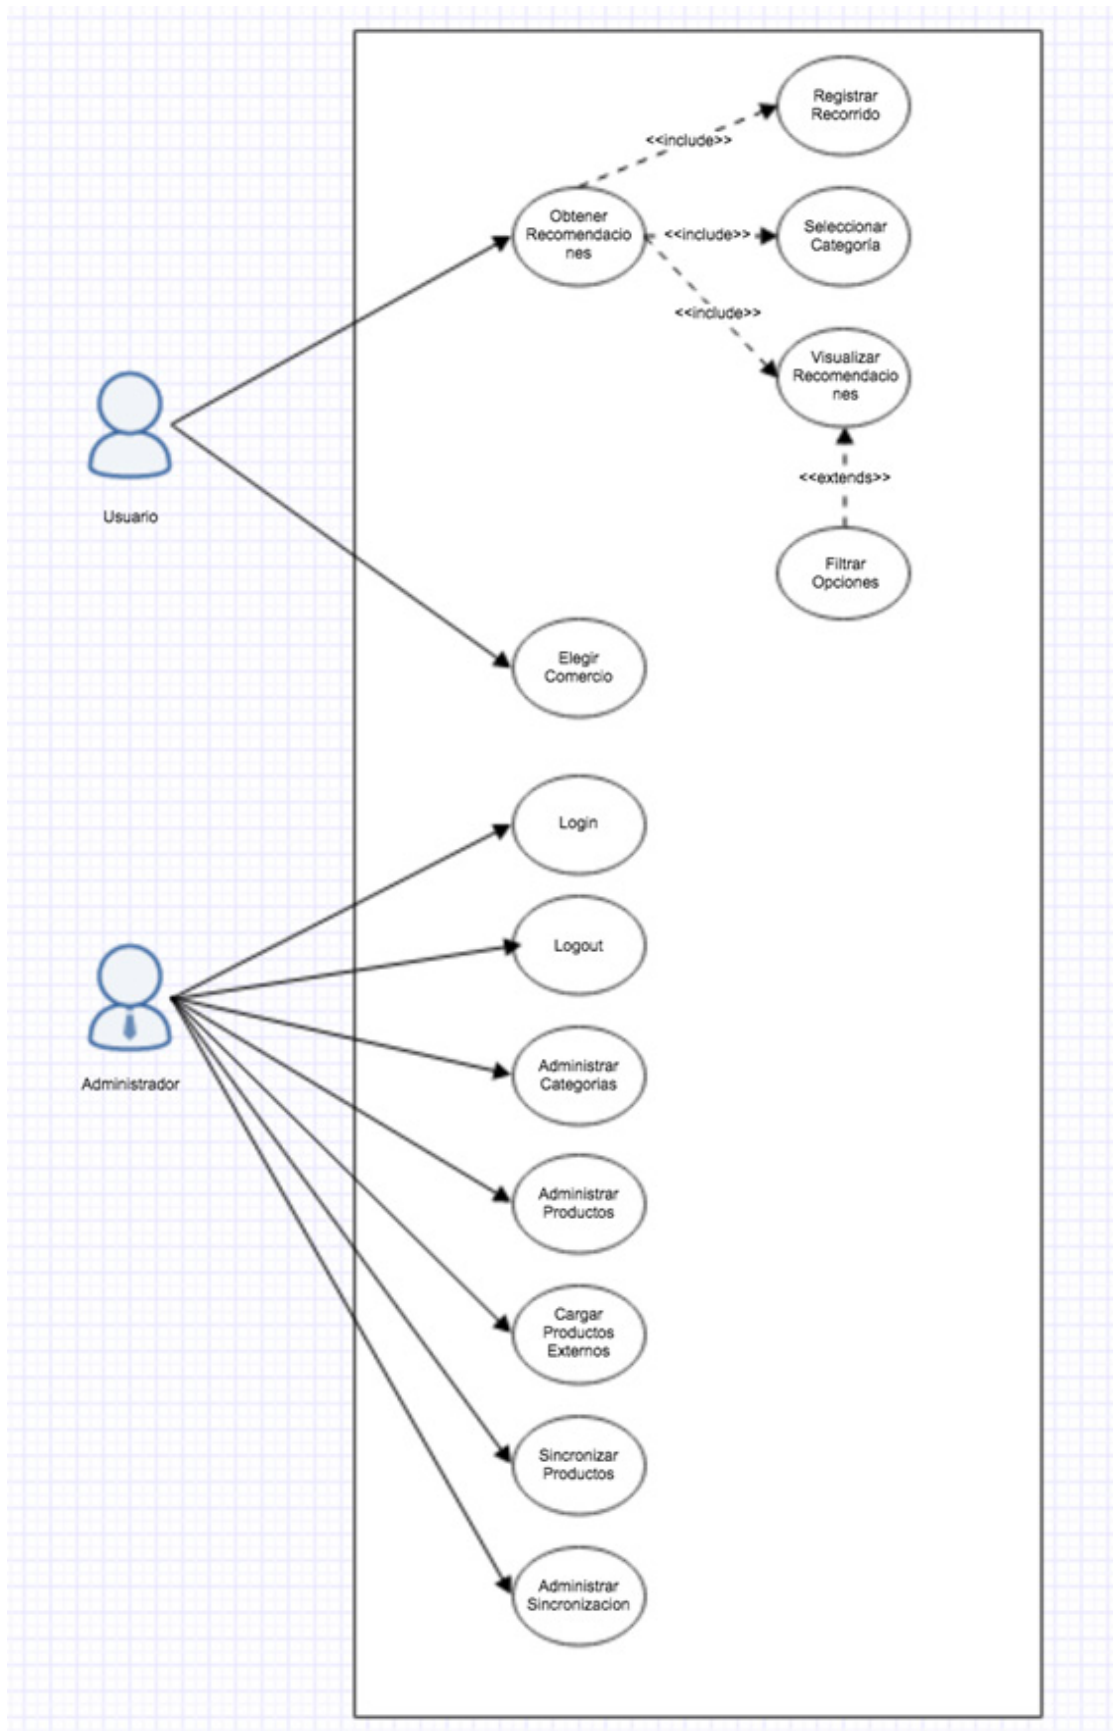 Registrar
Recorrido
<<include>>
Obtener
Recomendacio
nes
<<include>>
Seleccionar
Categoría
<<include>>
Visualizar
Recomendacio
nes
<<extends>>
Filtrar
Opciones
Usuario
Elegir
Comercio
Login
Logout
Administrador
Administrar
Categorias
Administrar
Productos
Cargar
Productos
Externos
Sincronizar
Productos
Administrar
Sincronizacion